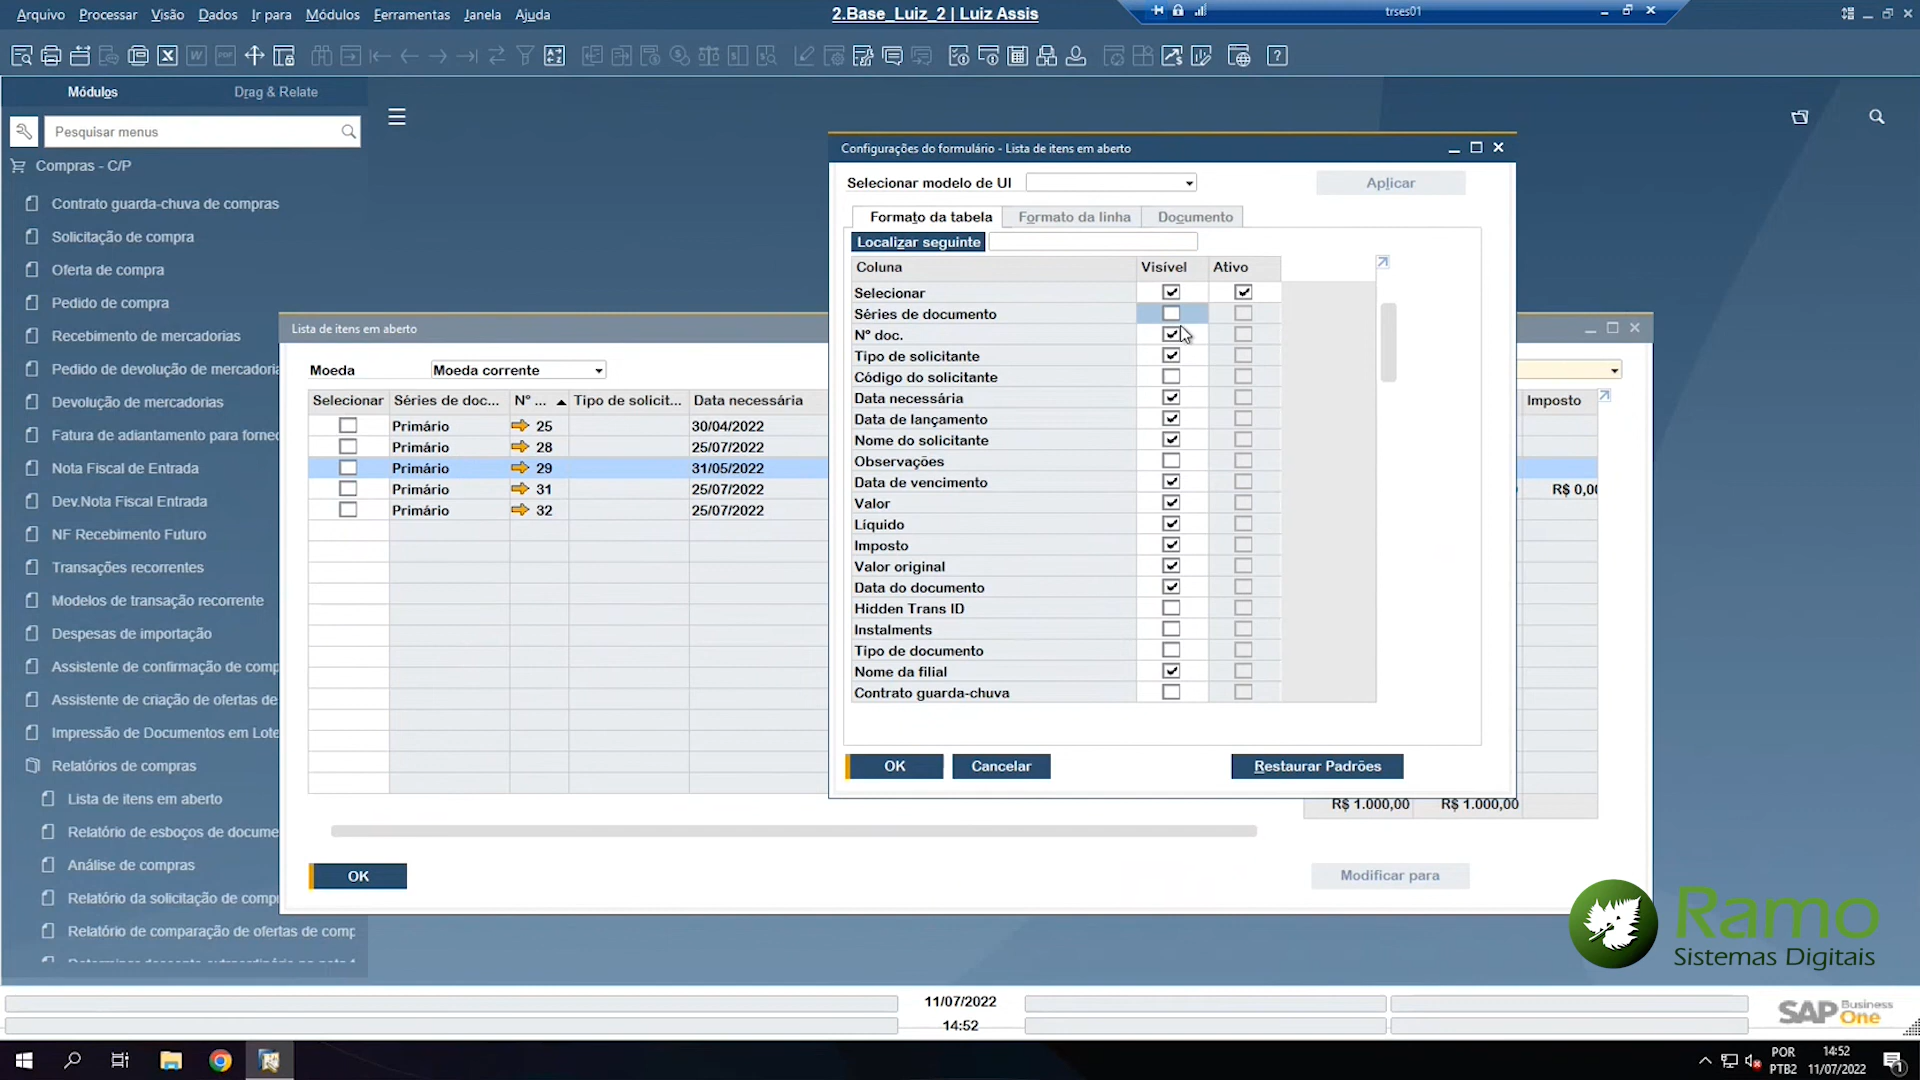 Arquivo Processar Visão Dados Ir para Módulos Ferramentas Janela Ajuda
2.Base_Luiz_2 | Luiz Assis
trses01
Módulos Drag & Relate
Pesquisar menus
Compras - C/P
Contrato guarda-chuva de compras
Solicitação de compra
Oferta de compra
Pedido de compra
Recebimento de mercadorias
Pedido de devolução de mercadoria
Devolução de mercadorias
Fatura de adiantamento para fornec
Nota Fiscal de Entrada
Dev.Nota Fiscal Entrada
NF Recebimento Futuro
Transações recorrentes
Modelos de transação recorrente
Despesas de importação
Assistente de confirmação de comp
Assistente de criação de ofertas de
Impressão de Documentos em Lote
Relatórios de compras
Lista de itens em aberto
Relatório de esboços de docume
Análise de compras
Relatório da solicitação de comp
Relatório de comparação de ofertas de comp
Lista de itens em aberto
Moeda Moeda corrente
Selecionar Séries de doc... N° ... Tipo de solicit... Data necessária
Primário 25 30/04/2022
Primário 28 25/07/2022
Primário 29 31/05/2022
Primário 31 25/07/2022
Primário 32 25/07/2022
Imposto
R$ 0,00
R$ 1.000,00 R$ 1.000,00
OK
Modificar para
Configurações do formulário - Lista de itens em aberto
Selecionar modelo de UI
Aplicar
Formato da tabela Formato da linha Documento
Localizar seguinte
Coluna Visível Ativo
Selecionar
Séries de documento
N° doc.
Tipo de solicitante
Código do solicitante
Data necessária
Data de lançamento
Nome do solicitante
Observações
Data de vencimento
Valor
Líquido
Imposto
Valor original
Data do documento
Hidden Trans ID
Instalments
Tipo de documento
Nome da filial
Contrato guarda-chuva
OK Cancelar Restaurar Padrões
Ramo
Sistemas Digitais
11/07/2022
14:52
SAP Business One
POR
PTB2
14:52
11/07/2022
1